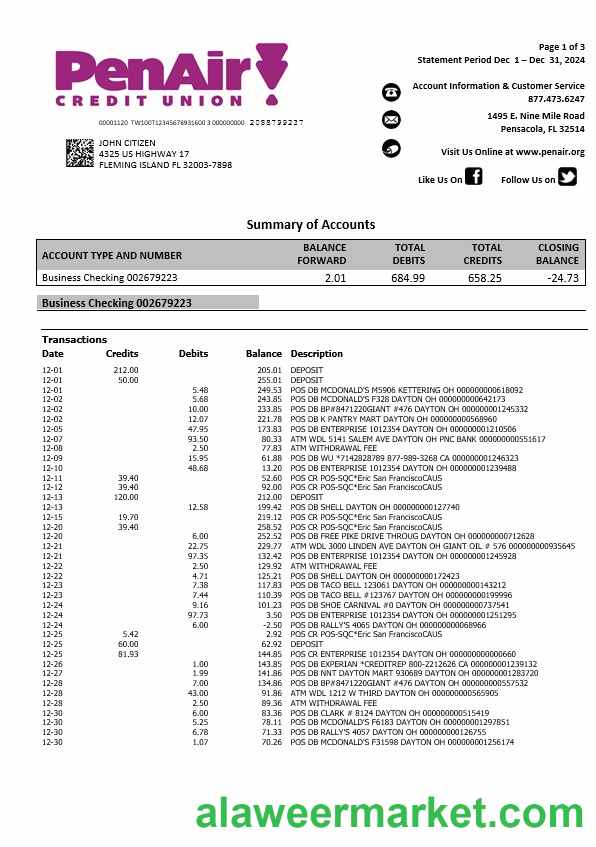 PenAir
CREDIT UNION
Page 1 of 3
Statement Period Dec 1 – Dec 31, 2024
Account Information & Customer Service
877.473.6247
1495 E. Nine Mile Road
Pensacola, FL 32514
Visit Us Online at www.penair.org
Like Us On Follow Us on
00001120 TW100T12345678931600 3 000000000 2088799237
JOHN CITIZEN
4325 US HIGHWAY 17
FLEMING ISLAND FL 32003-7898
Summary of Accounts
ACCOUNT TYPE AND NUMBER BALANCE FORWARD TOTAL DEBITS TOTAL CREDITS CLOSING BALANCE
Business Checking 002679223 2.01 684.99 658.25 -24.73
Business Checking 002679223
Transactions
Date Credits Debits Balance Description
12-01 212.00 205.01 DEPOSIT
12-01 50.00 255.01 DEPOSIT
12-01 5.48 249.53 POS DB MCDONALD'S M5906 KETTERING OH 000000000618092
12-02 5.68 243.85 POS DB MCDONALD'S F328 DAYTON OH 000000000642173
12-02 10.00 233.85 POS DB BP#8471220GIANT #476 DAYTON OH 000000001245332
12-02 12.07 221.78 POS DB K PANTRY MART DAYTON OH 000000000568960
12-05 47.95 173.83 POS DB ENTERPRISE 1012354 DAYTON OH 000000001210506
12-07 93.50 80.33 ATM WDL 5141 SALEM AVE DAYTON OH PNC BANK 000000000551617
12-08 2.50 77.83 ATM WITHDRAWAL FEE
12-09 15.95 61.88 POS DB WU *7142828789 877-989-3268 CA 000000001246323
12-10 48.68 13.20 POS DB ENTERPRISE 1012354 DAYTON OH 000000001239488
12-11 39.40 52.60 POS CR POS-SQC*Eric San FranciscoCAUS
12-12 39.40 92.00 POS CR POS-SQC*Eric San FranciscoCAUS
12-13 120.00 212.00 DEPOSIT
12-13 12.58 199.42 POS DB SHELL DAYTON OH 000000000127740
12-15 19.70 219.12 POS CR POS-SQC*Eric San FranciscoCAUS
12-20 39.40 258.52 POS CR POS-SQC*Eric San FranciscoCAUS
12-20 6.00 252.52 POS DB FREE PIKE DRIVE THROUG DAYTON OH 000000000712628
12-21 22.75 229.77 ATM WDL 3000 LINDEN AVE DAYTON OH GIANT OIL # 576 000000000935645
12-21 97.35 132.42 POS DB ENTERPRISE 1012354 DAYTON OH 000000001245928
12-22 2.50 129.92 ATM WITHDRAWAL FEE
12-22 4.71 125.21 POS DB SHELL DAYTON OH 000000000172423
12-23 7.38 117.83 POS DB TACO BELL 123061 DAYTON OH 000000000143212
12-23 7.44 110.39 POS DB TACO BELL #123767 DAYTON OH 000000000199996
12-24 9.16 101.23 POS DB SHOE CARNIVAL #0 DAYTON OH 000000000737541
12-24 97.73 3.50 POS DB ENTERPRISE 1012354 DAYTON OH 000000001251295
12-24 6.00 -2.50 POS DB RALLY'S 4065 DAYTON OH 000000000068966
12-25 5.42 2.92 POS CR POS-SQC*Eric San FranciscoCAUS
12-25 60.00 62.92 DEPOSIT
12-25 81.93 144.85 POS CR ENTERPRISE 1012354 DAYTON OH 000000000000660
12-26 1.00 143.85 POS DB EXPERIAN *CREDITREP 800-2212626 CA 000000001239132
12-27 1.99 141.86 POS DB NNT DAYTON MART 930689 DAYTON OH 000000001283720
12-28 7.00 134.86 POS DB BP#8471220GIANT #476 DAYTON OH 000000000557532
12-28 43.00 91.86 ATM WDL 1212 W THIRD DAYTON OH 000000000565905
12-28 2.50 89.36 ATM WITHDRAWAL FEE
12-30 6.00 83.36 POS DB CLARK # 8124 DAYTON OH 000000000515419
12-30 5.25 78.11 POS DB MCDONALD'S F6183 DAYTON OH 000000001297851
12-30 6.78 71.33 POS DB RALLY'S 4057 DAYTON OH 000000000126755
12-30 1.07 70.26 POS DB MCDONALD'S F31598 DAYTON OH 000000001256174
alaweermarket.com